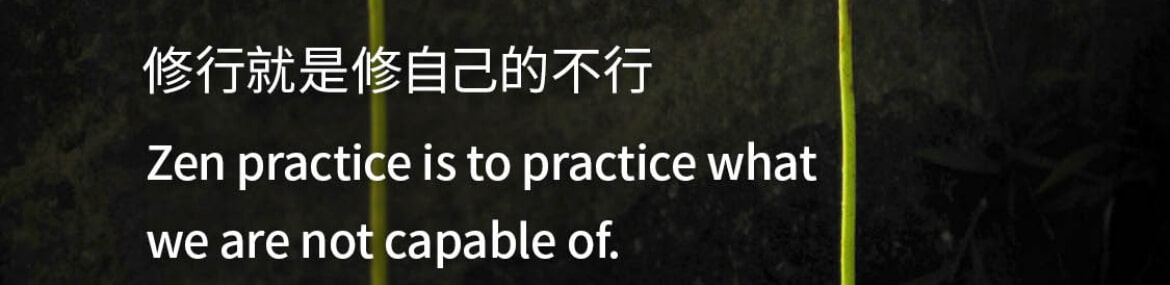 修行就是修自己的不行
Zen practice is to practice what
we are not capable of.